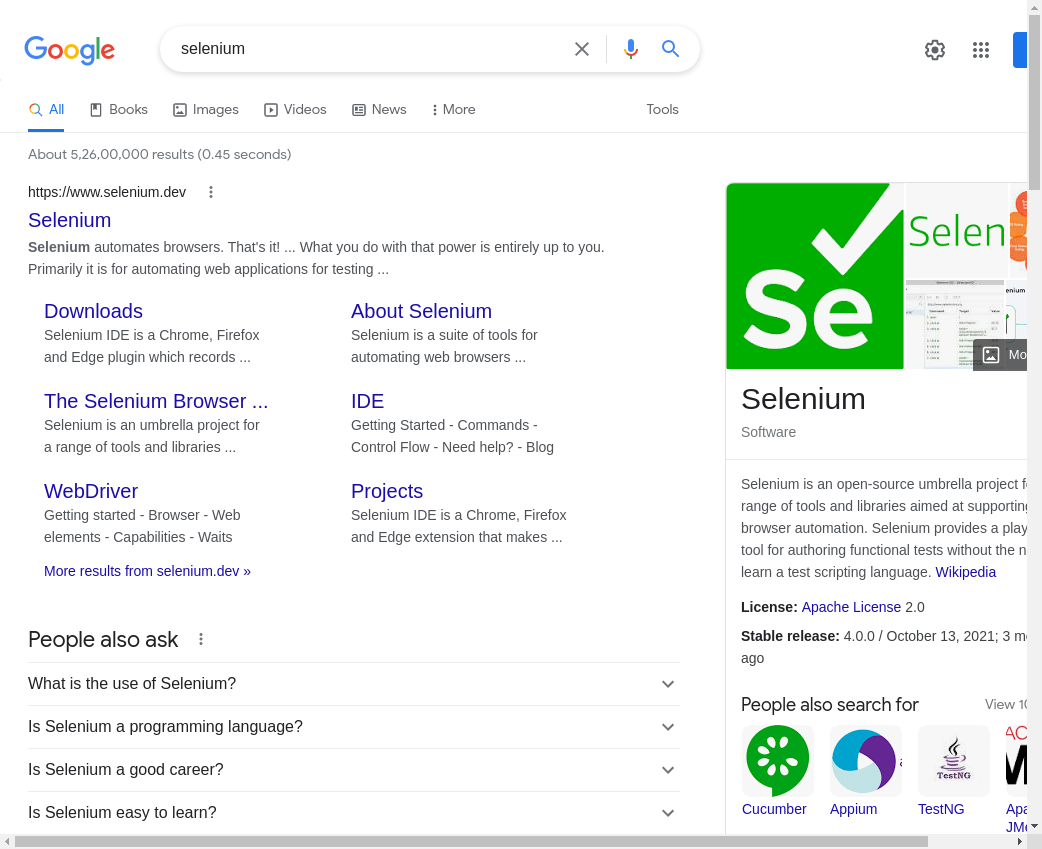 Google
selenium
All
Books
Images
Videos
News
More
Tools
About 5,26,00,000 results (0.45 seconds)
https://www.selenium.dev
Selenium
Selenium automates browsers. That's it! ... What you do with that power is entirely up to you.
Primarily it is for automating web applications for testing ...
Downloads
Selenium IDE is a Chrome, Firefox
and Edge plugin which records ...
About Selenium
Selenium is a suite of tools for
automating web browsers ...
The Selenium Browser ...
Selenium is an umbrella project for
a range of tools and libraries ...
IDE
Getting Started - Commands -
Control Flow - Need help? - Blog
WebDriver
Getting started - Browser - Web
elements - Capabilities - Waits
Projects
Selenium IDE is a Chrome, Firefox
and Edge extension that makes ...
More results from selenium.dev »
People also ask
What is the use of Selenium?
Is Selenium a programming language?
Is Selenium a good career?
Is Selenium easy to learn?
Se
Selen
Mo
Selenium
Software
Selenium is an open-source umbrella project f
range of tools and libraries aimed at supporting
browser automation. Selenium provides a play
tool for authoring functional tests without the n
learn a test scripting language. Wikipedia
License: Apache License 2.0
Stable release: 4.0.0 / October 13, 2021; 3 mo
ago
People also search for
View 10
TestNG
Cucumber
Appium
TestNG
Apa
JMe